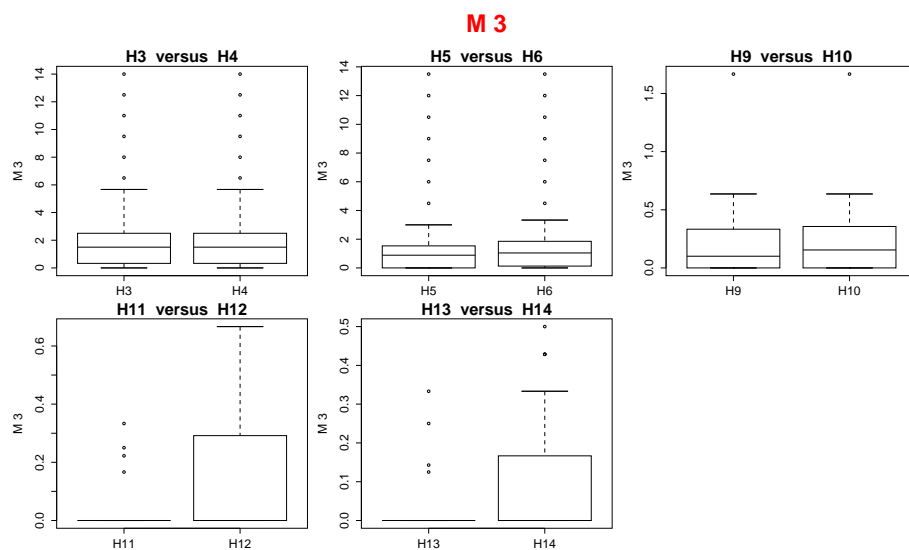 M 3
H3 versus H4
H5 versus H6
H9 versus H10
14
12
10
8
6
4
2
0
M 3
H3 H4
14
12
10
8
6
4
2
0
M 3
H5 H6
1.5
1.0
0.5
0.0
M 3
H9 H10
H11 versus H12
H13 versus H14
0.6
0.4
0.2
0.0
M 3
H11 H12
0.5
0.4
0.3
0.2
0.1
0.0
M 3
H13 H14